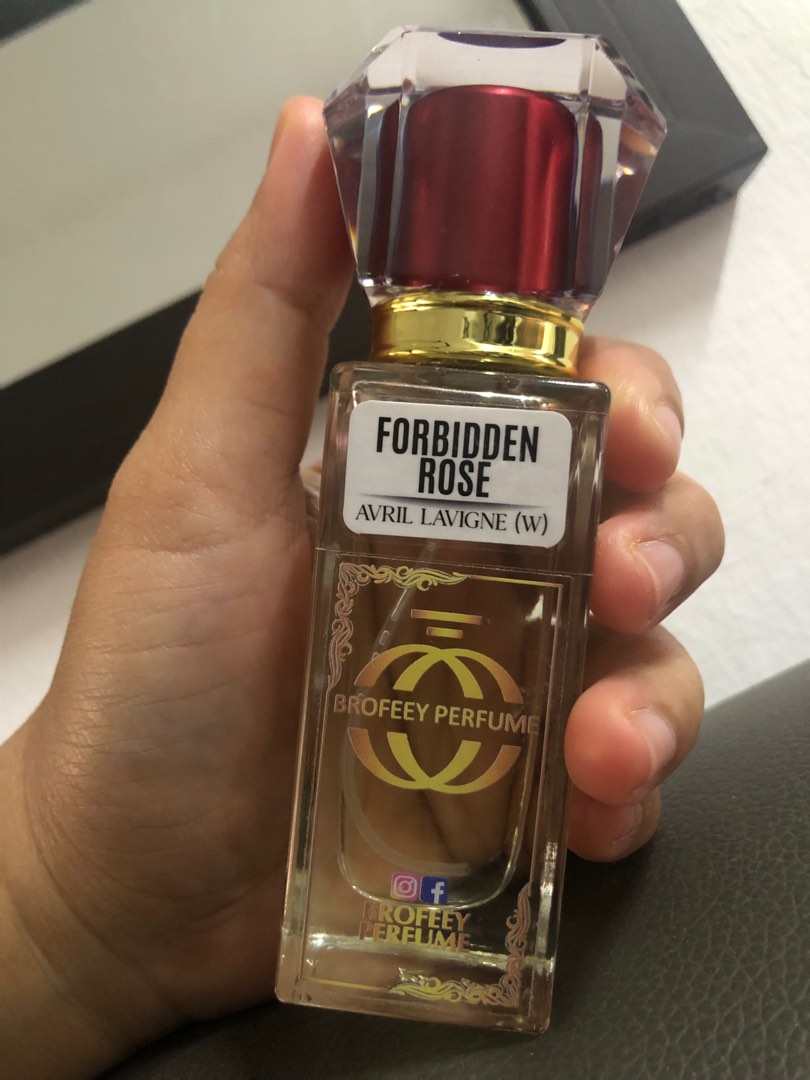 FORBIDDEN
ROSE
AVRIL LAVIGNE (W)
BROFEEY PERFUME
BROFEEY
PERFUME